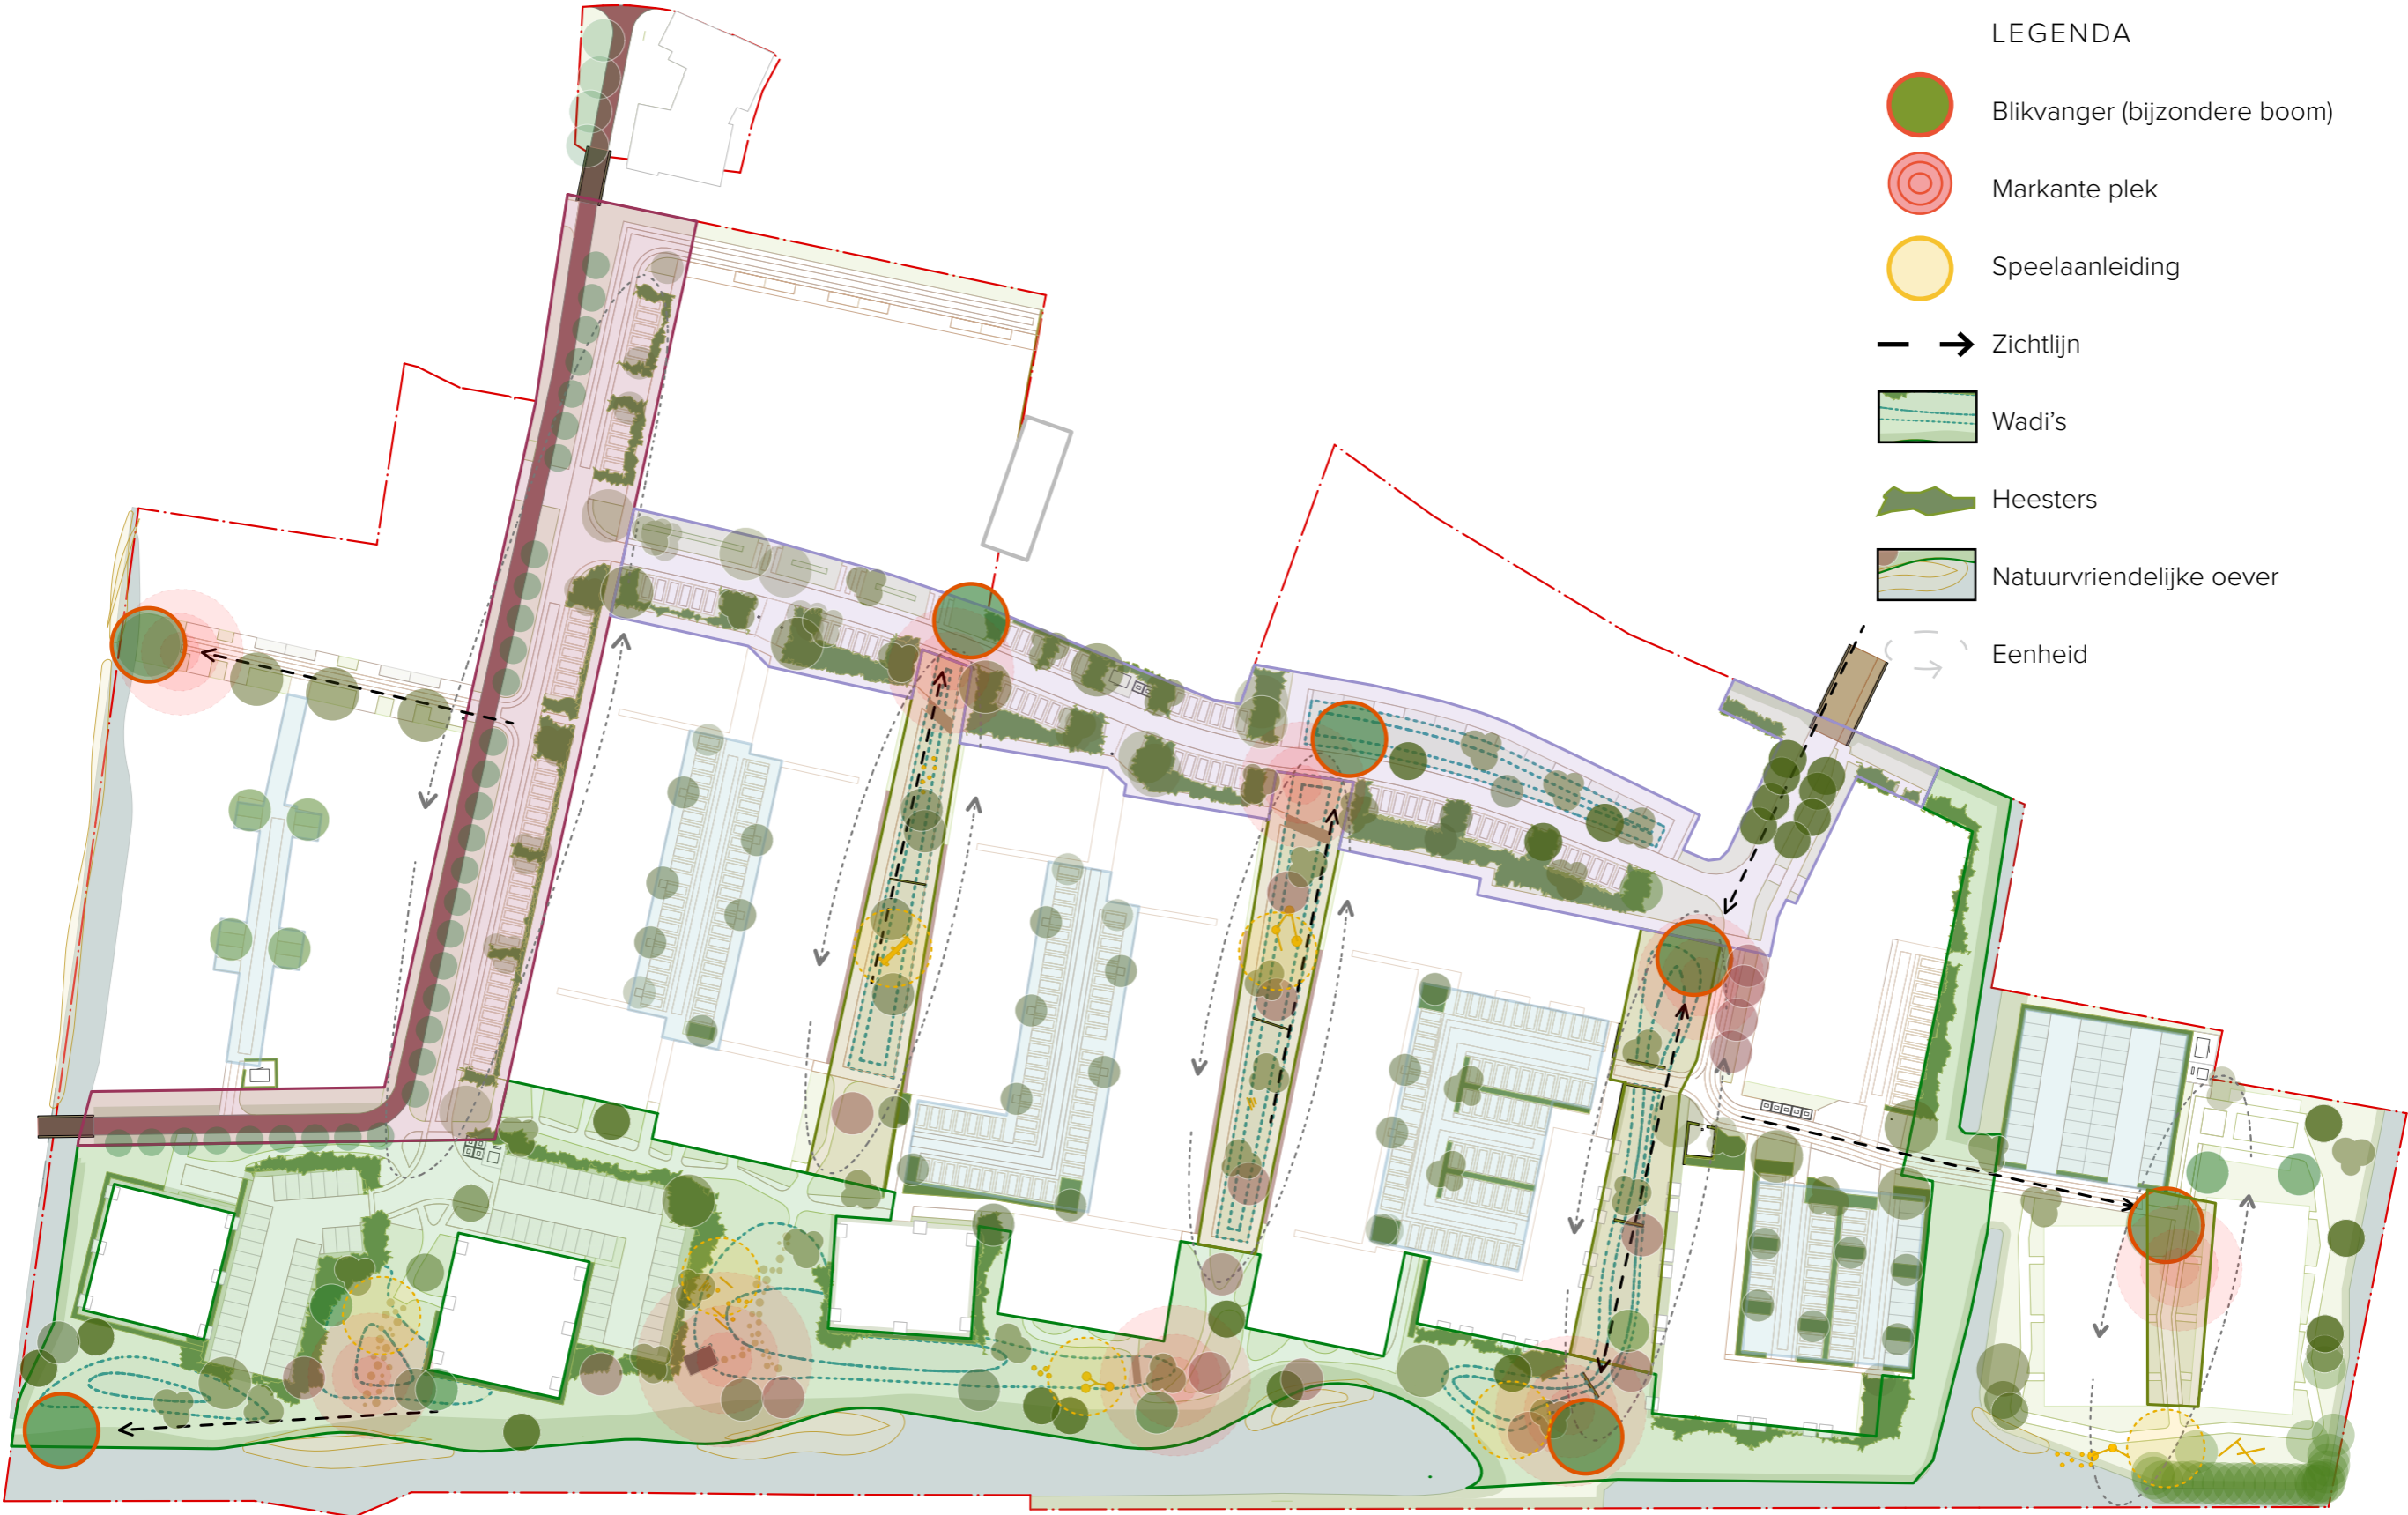 LEGENDA
Blikvanger (bijzondere boom)
Markante plek
Speelaanleiding
Zichtlijn
Wadi's
Heesters
Natuurvriendelijke oever
Eenheid